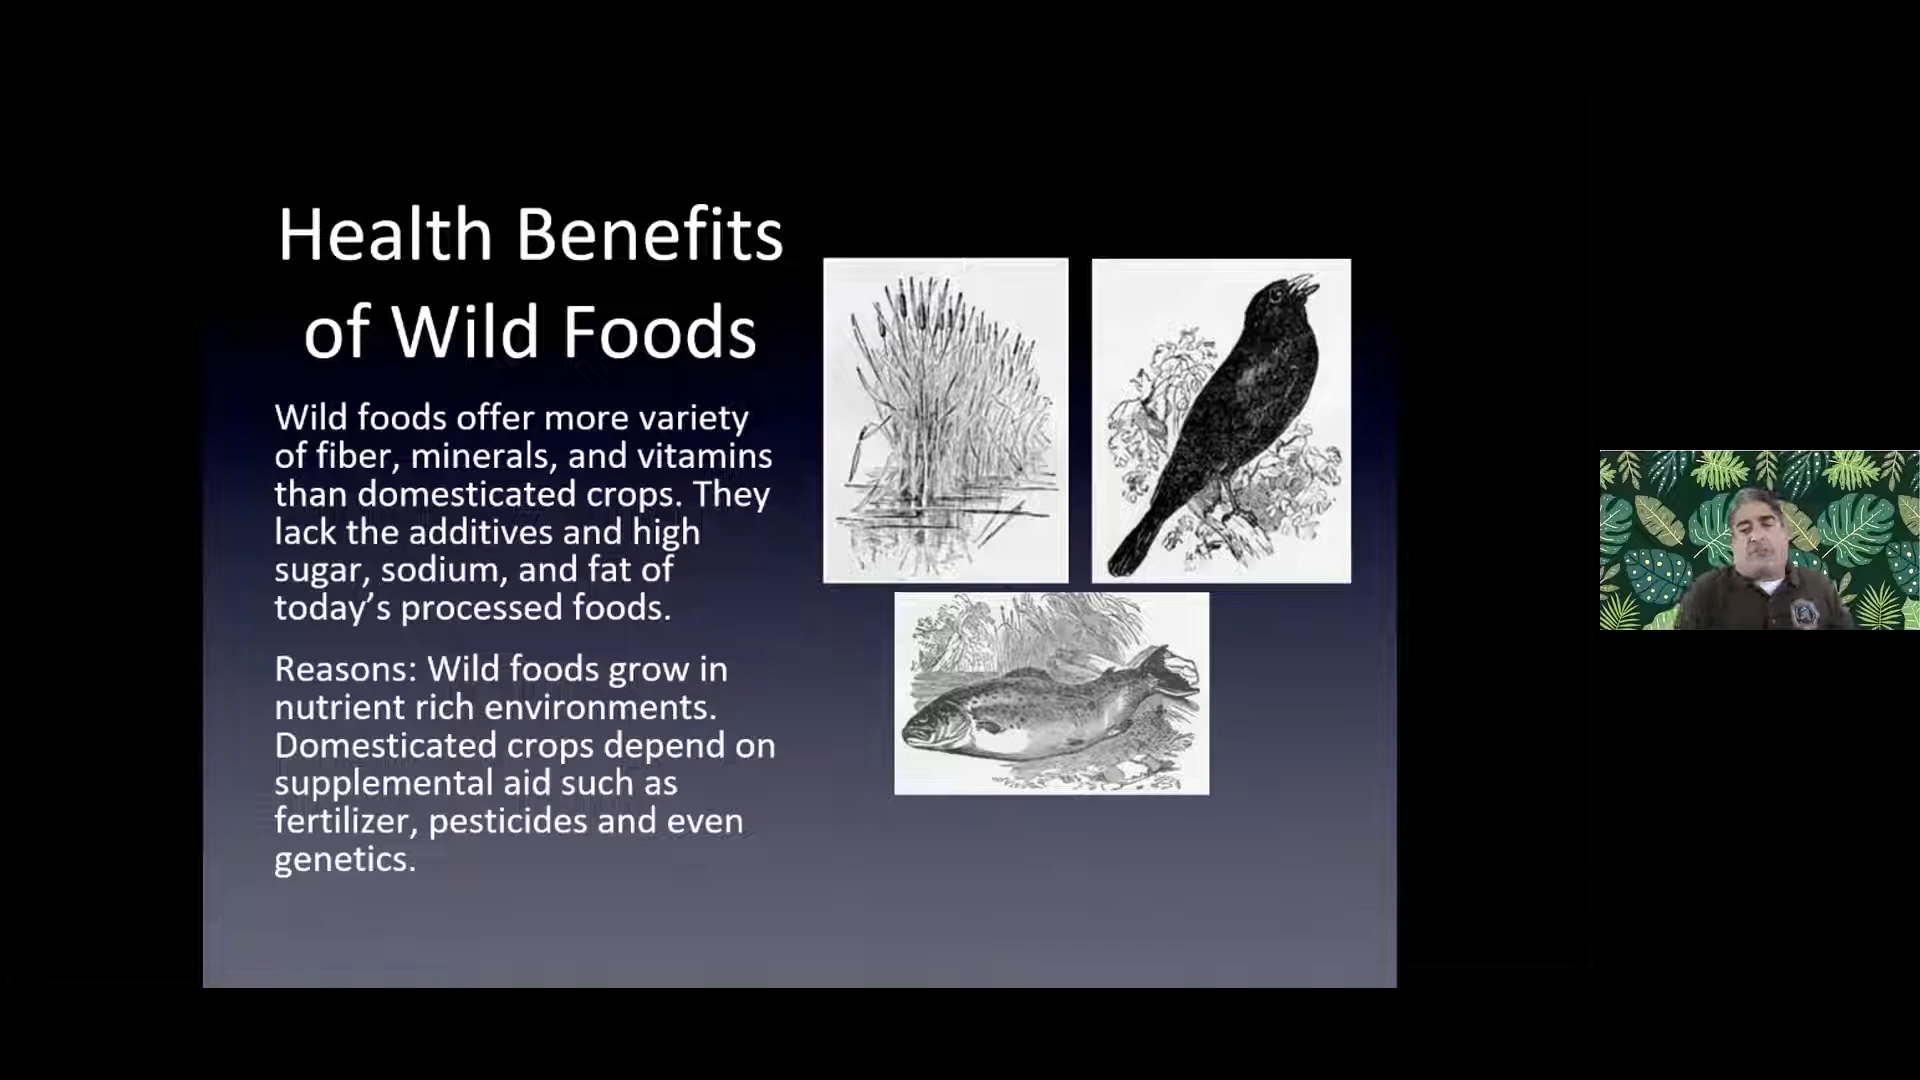 Health Benefits
of Wild Foods
Wild foods offer more variety
of fiber, minerals, and vitamins
than domesticated crops. They
lack the additives and high
sugar, sodium, and fat of
today’s processed foods.
Reasons: Wild foods grow in
nutrient rich environments.
Domesticated crops depend on
supplemental aid such as
fertilizer, pesticides and even
genetics.